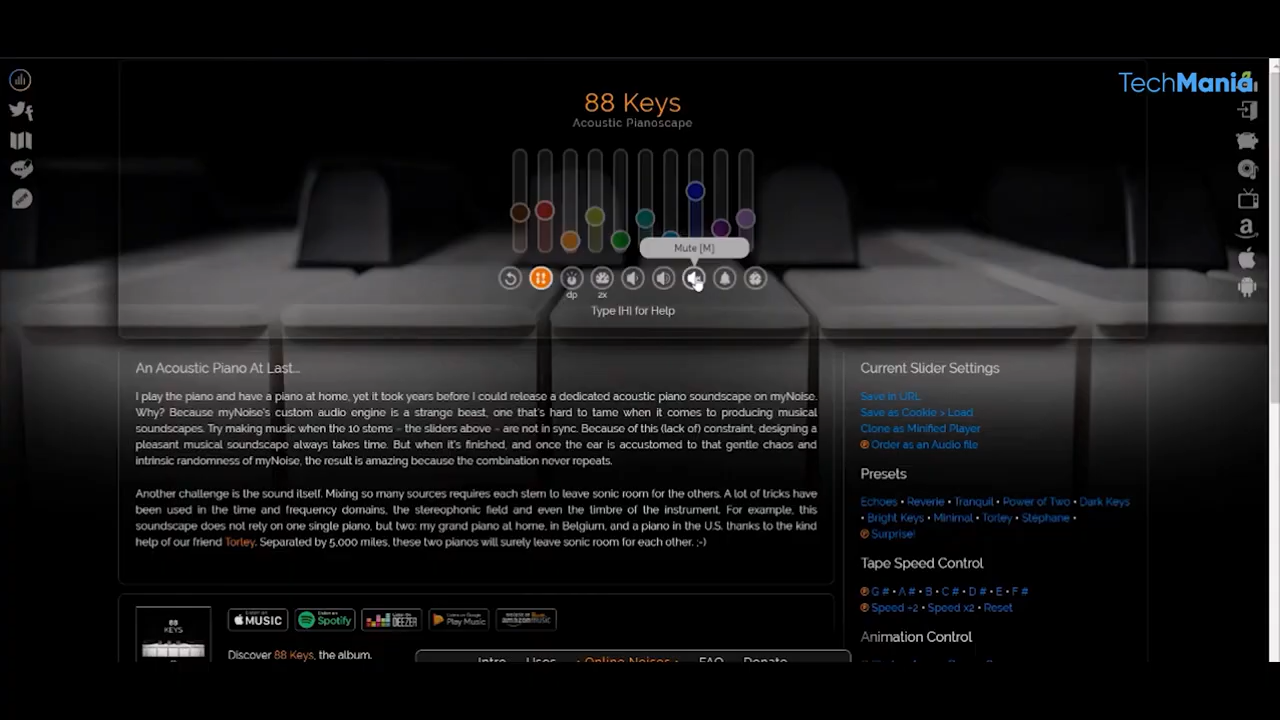 TechMania
88 Keys
Acoustic Pianoscape
Mute [M]
dp
zx
Type [H] for Help
An Acoustic Piano At Last...
I play the piano and have a piano at home, yet it took years before I could release a dedicated acoustic piano soundscape on myNoise.
Why? Because myNoise's custom audio engine is a strange beast, one that's hard to tame when it comes to producing musical
soundscapes. Try making music when the 10 stems – the sliders above – are not in sync. Because of this (lack of) constraint, designing a
pleasant musical soundscape always takes time. But when it's finished, and once the ear is accustomed to that gentle chaos and
intrinsic randomness of myNoise, the result is amazing because the combination never repeats.
Another challenge is the sound itself. Mixing so many sources requires each stem to leave sonic room for the others. A lot of tricks have
been used in the time and frequency domains, the stereophonic field and even the timbre of the instrument. For example, this
soundscape does not rely on one single piano, but two: my grand piano at home, in Belgium, and a piano in the U.S. thanks to the kind
help of our friend Torley. Separated by 5,000 miles, these two pianos will surely leave sonic room for each other. ;-)
Current Slider Settings
Save in URL
Save as Cookie > Load
Clone as Minified Player
Order as an Audio file
Presets
Echoes • Reverie • Tranquil • Power of Two • Dark Keys
• Bright Keys • Minimal • Torley • Stephane •
Surprise!
Tape Speed Control
G# • A# • B • C# • D# • E • F#
Speed ÷2 • Speed x2 • Reset
Animation Control
88
KEYS
MUSIC
Spotify
DEEZER
Play Music
Discover 88 Keys, the album.
Intro Uses • Online Noises • FAQ Donate